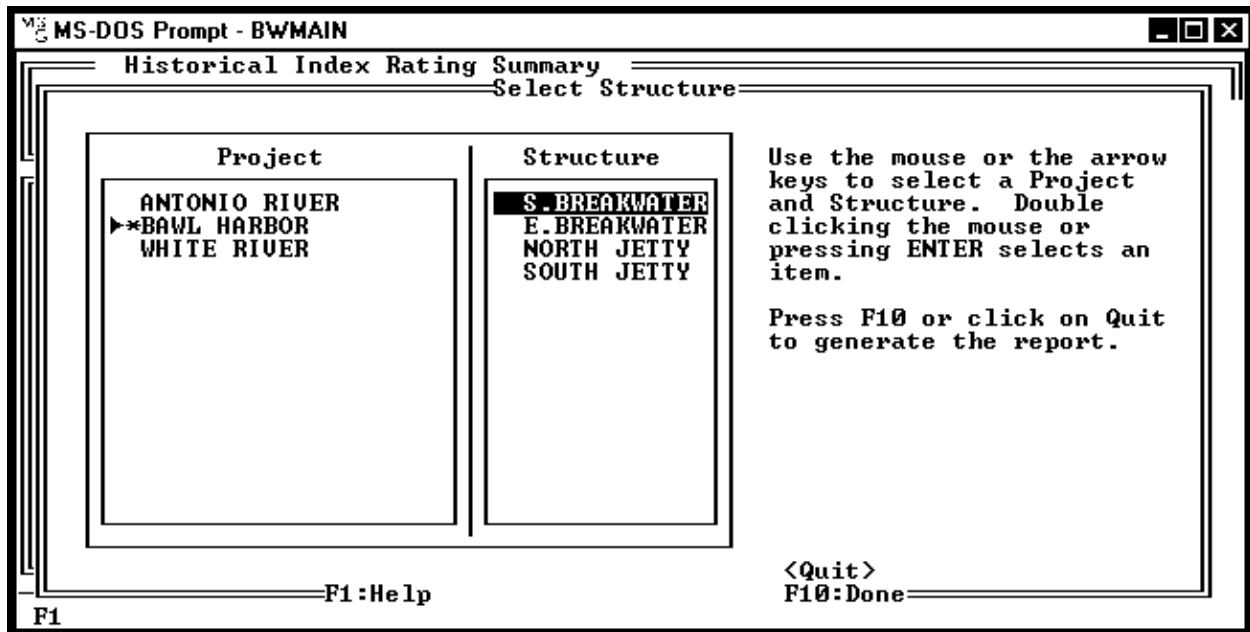 MS-DOS Prompt - BWMAIN
Historical Index Rating Summary
Select Structure
Project
ANTONIO RIVER
*BAWL HARBOR
WHITE RIVER
Structure
S.BREAKWATER
E.BREAKWATER
NORTH JETTY
SOUTH JETTY
Use the mouse or the arrow
keys to select a Project
and Structure. Double
clicking the mouse or
pressing ENTER selects an
item.
Press F10 or click on Quit
to generate the report.
<Quit>
F1:Help
F10:Done
F1